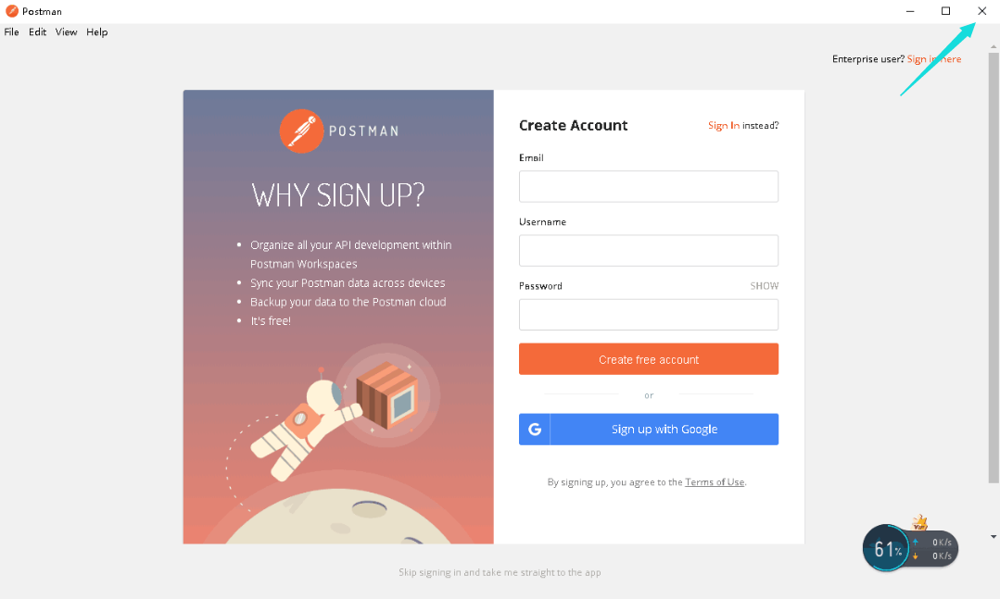 Postman
File Edit View Help
Enterprise user? Sign in here
POSTMAN
WHY SIGN UP?
• Organize all your API development within
Postman Workspaces
• Sync your Postman data across devices
• Backup your data to the Postman cloud
• It's free!
Create Account
Sign In instead?
Email
Username
Password SHOW
Create free account
or
G Sign up with Google
By signing up, you agree to the Terms of Use.
Skip signing in and take me straight to the app
VIP
61%
0K/s
0K/s